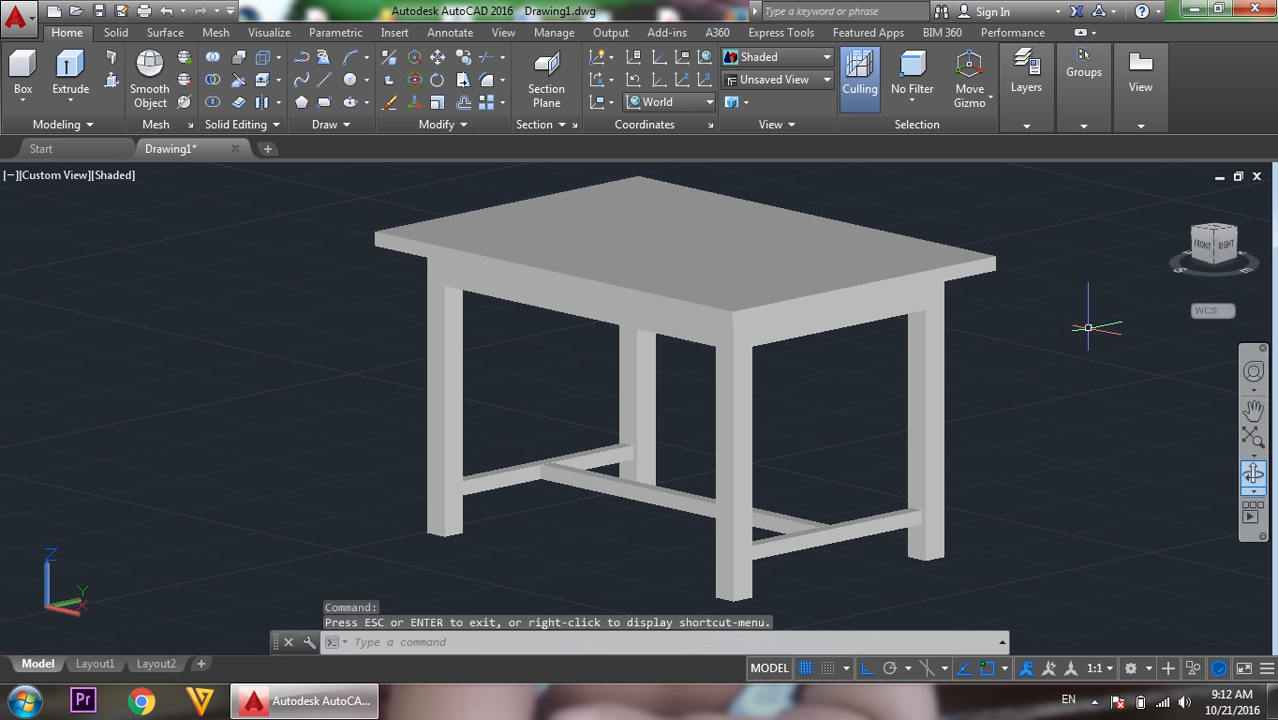 Autodesk AutoCAD 2016 Drawing1.dwg
Type a keyword or phrase
Sign In
Home Solid Surface Mesh Visualize Parametric Insert Annotate View Manage Output Add-ins A360 Express Tools Featured Apps BIM 360 Performance
Box
Extrude
Smooth
Object
Section
Plane
Shaded
Unsaved View
World
Culling
No Filter
Move
Gizmo
Layers
Groups
View
Modeling Mesh Solid Editing Draw Modify Section Coordinates View Selection
Start Drawing1*
[−][Custom View][Shaded]
FRONT RIGHT
S E
WCS
Z
Y
X
Command:
Press ESC or ENTER to exit, or right-click to display shortcut-menu.
Type a command
Model Layout1 Layout2
MODEL
1:1
Pr
Autodesk AutoCA...
EN
9:12 AM
10/21/2016